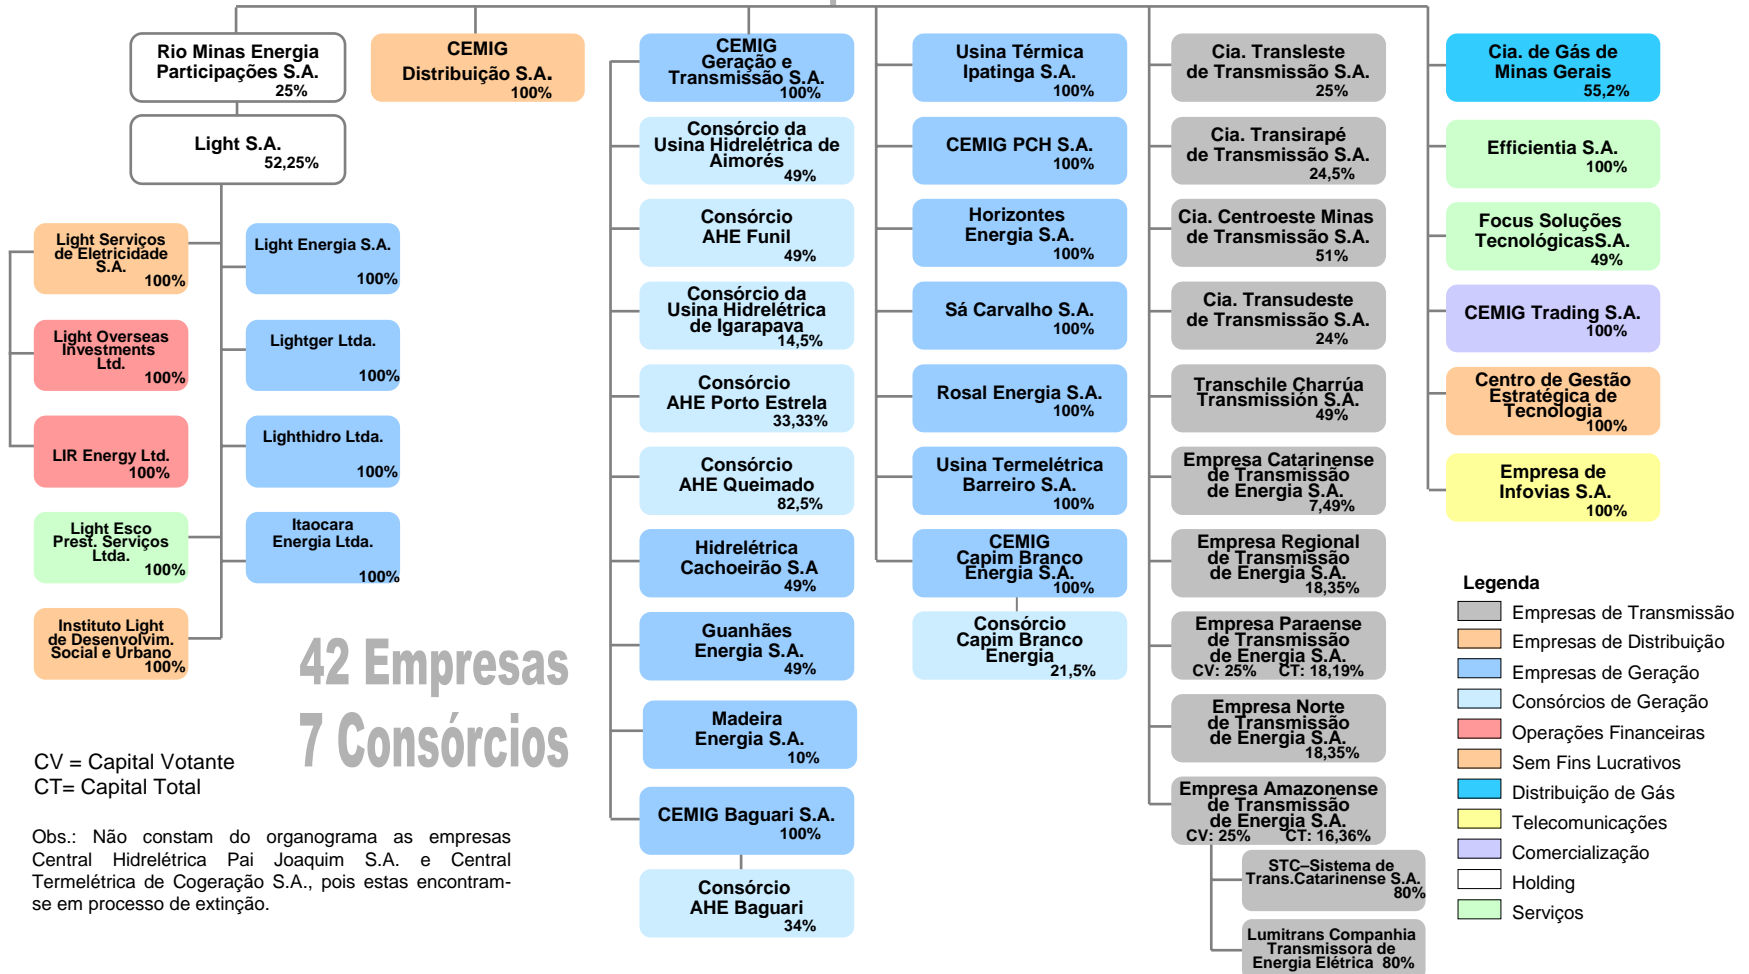 Rio Minas Energia
Participações S.A.
25%
Light S.A.
52,25%
Light Serviços
de Eletricidade
S.A.
100%
Light Overseas
Investments
Ltd.
100%
LIR Energy Ltd.
100%
Light Esco
Prest. Serviços
Ltda.
100%
Instituto Light
de Desenvolvim.
Social e Urbano
100%
Light Energia S.A.
100%
Lightger Ltda.
100%
Lighthidro Ltda.
100%
Itaocara
Energia Ltda.
100%
CEMIG
Distribuição S.A.
100%
CEMIG
Geração e
Transmissão S.A.
100%
Consórcio da
Usina Hidrelétrica de
Aimorés
49%
Consórcio
AHE Funil
49%
Consórcio da
Usina Hidrelétrica
de Igarapava
14,5%
Consórcio
AHE Porto Estrela
33,33%
Consórcio
AHE Queimado
82,5%
Hidrelétrica
Cachoeirão S.A
49%
Guanhães
Energia S.A.
49%
Madeira
Energia S.A.
10%
CEMIG Baguari S.A.
100%
Consórcio
AHE Baguari
34%
Usina Térmica
Ipatinga S.A.
100%
CEMIG PCH S.A.
100%
Horizontes
Energia S.A.
100%
Sá Carvalho S.A.
100%
Rosal Energia S.A.
100%
Usina Termelétrica
Barreiro S.A.
100%
CEMIG
Capim Branco
Energia S.A.
100%
Consórcio
Capim Branco
Energia
21,5%
Cia. Transleste
de Transmissão S.A.
25%
Cia. Transirapé
de Transmissão S.A.
24,5%
Cia. Centroeste Minas
de Transmissão S.A.
51%
Cia. Transudeste
de Transmissão S.A.
24%
Transchile Charrúa
Transmissión S.A.
49%
Empresa Catarinense
de Transmissão
de Energia S.A.
7,49%
Empresa Regional
de Transmissão
de Energia S.A.
18,35%
Empresa Paraense
de Transmissão
de Energia S.A.
CV: 25% CT: 18,19%
Empresa Norte
de Transmissão
de Energia S.A.
18,35%
Empresa Amazonense
de Transmissão
de Energia S.A.
CV: 25% CT: 16,36%
STC–Sistema de
Trans.Catarinense S.A.
80%
Lumitrans Companhia
Transmissora de
Energia Elétrica 80%
Cia. de Gás de
Minas Gerais
55,2%
Efficientia S.A.
100%
Focus Soluções
TecnológicasS.A.
49%
CEMIG Trading S.A.
100%
Centro de Gestão
Estratégica de
Tecnologia
100%
Empresa de
Infovias S.A.
100%
42 Empresas
7 Consórcios
CV = Capital Votante
CT= Capital Total
Obs.: Não constam do organograma as empresas
Central Hidrelétrica Pai Joaquim S.A. e Central
Termelétrica de Cogeração S.A., pois estas encontram-
se em processo de extinção.
Legenda
Empresas de Transmissão
Empresas de Distribuição
Empresas de Geração
Consórcios de Geração
Operações Financeiras
Sem Fins Lucrativos
Distribuição de Gás
Telecomunicações
Comercialização
Holding
Serviços